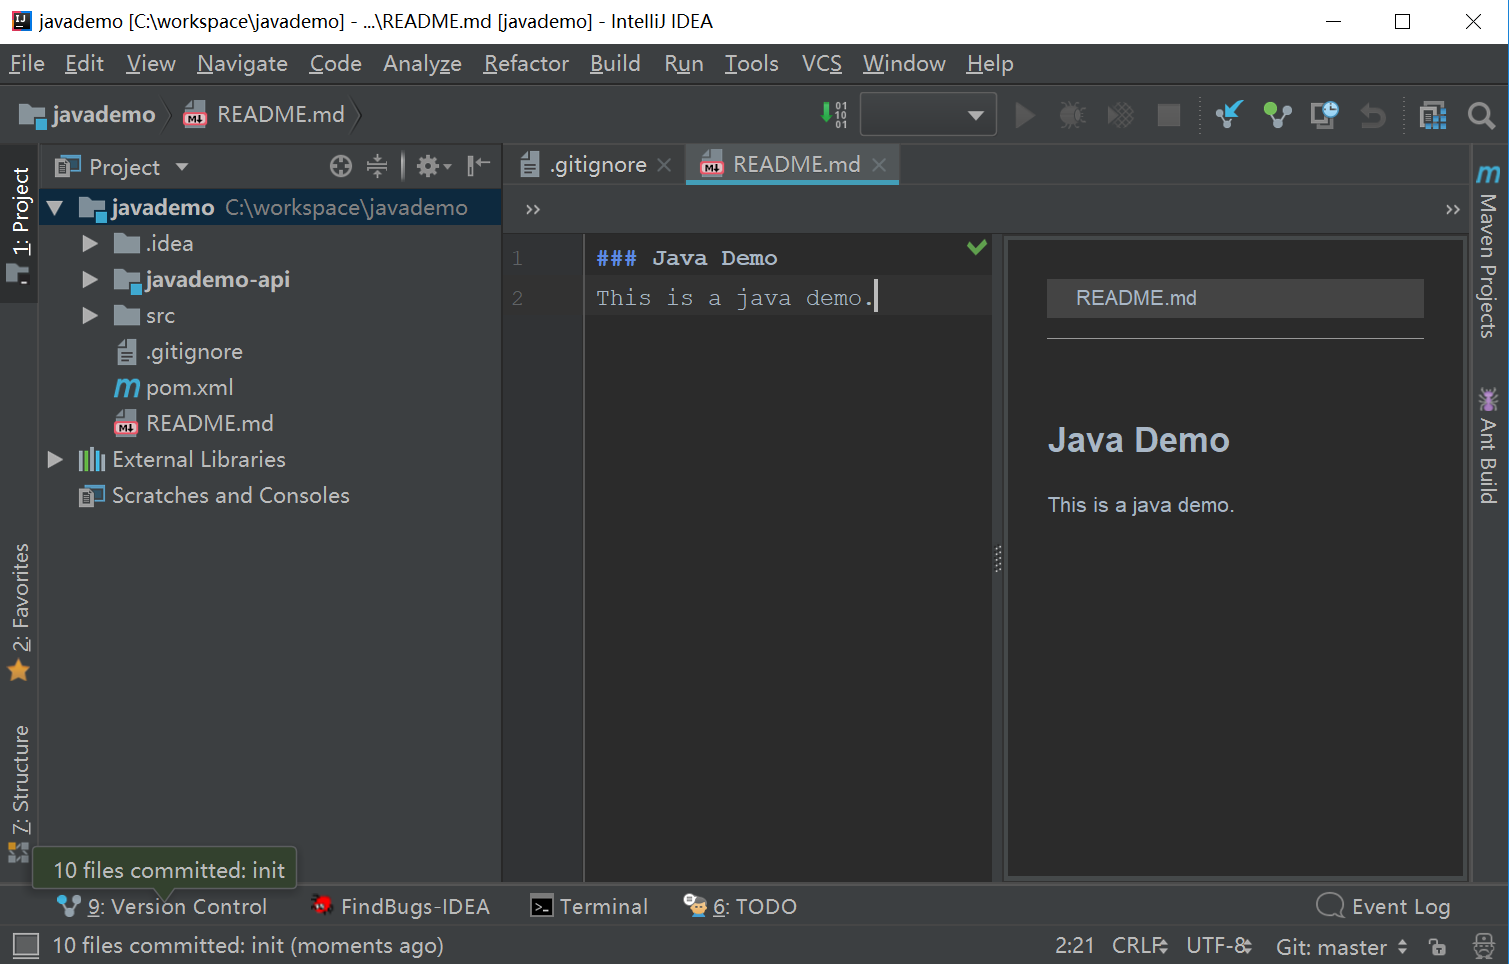 javademo [C:\workspace\javademo] - ...\README.md [javademo] - IntelliJ IDEA
File Edit View Navigate Code Analyze Refactor Build Run Tools VCS Window Help
javademo README.md
1: Project
Project
javademo C:\workspace\javademo
.idea
javademo-api
src
.gitignore
pom.xml
README.md
External Libraries
Scratches and Consoles
2: Favorites
7: Structure
.gitignore README.md
1 ### Java Demo
2 This is a java demo.
README.md
Java Demo
This is a java demo.
Maven Projects
Ant Build
10 files committed: init
9: Version Control FindBugs-IDEA Terminal 6: TODO Event Log
10 files committed: init (moments ago) 2:21 CRLF UTF-8 Git: master